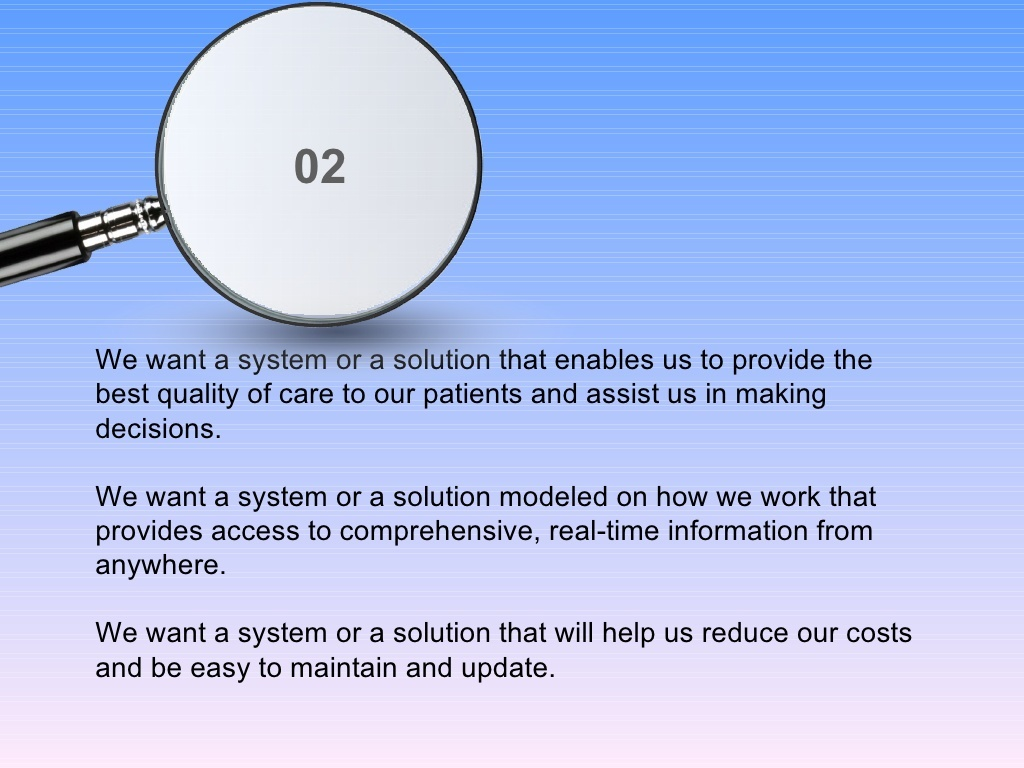 02
We want a system or a solution that enables us to provide the
best quality of care to our patients and assist us in making
decisions.
We want a system or a solution modeled on how we work that
provides access to comprehensive, real-time information from
anywhere.
We want a system or a solution that will help us reduce our costs
and be easy to maintain and update.